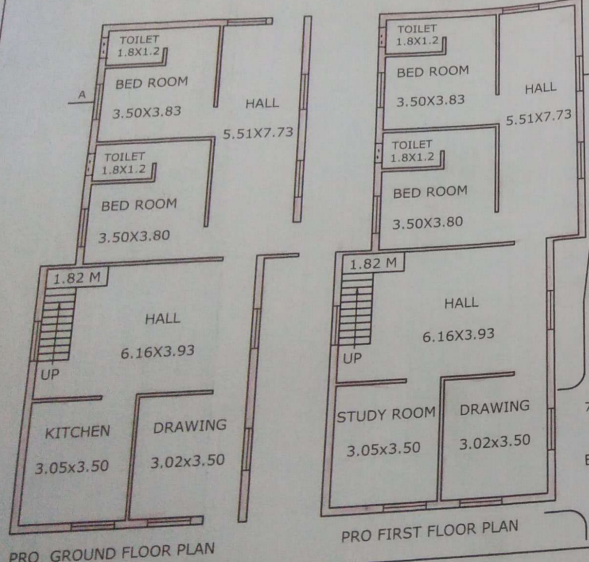 TOILET
1.8X1.2
BED ROOM
3.50X3.83
HALL
5.51X7.73
A
TOILET
1.8X1.2
BED ROOM
3.50X3.80
1.82 M
HALL
6.16X3.93
UP
KITCHEN
3.05x3.50
DRAWING
3.02x3.50
PRO GROUND FLOOR PLAN
TOILET
1.8X1.2
BED ROOM
3.50X3.83
HALL
5.51X7.73
TOILET
1.8X1.2
BED ROOM
3.50X3.80
1.82 M
HALL
6.16X3.93
UP
STUDY ROOM
3.05x3.50
DRAWING
3.02x3.50
PRO FIRST FLOOR PLAN